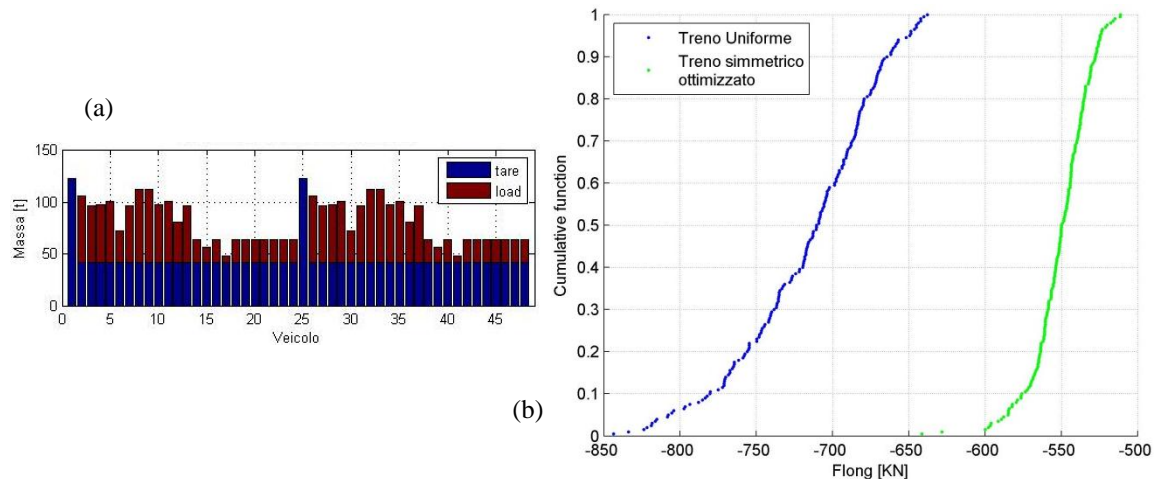 (a)
150
100
50
0
Massa [t]
tare
load
0 5 10 15 20 25 30 35 40 45
Veicolo
(b)
1
0.9
0.8
0.7
0.6
0.5
0.4
0.3
0.2
0.1
0
Cumulative function
Treno Uniforme
Treno simmetrico
ottimizzato
-850 -800 -750 -700 -650 -600 -550 -500
Flong [KN]